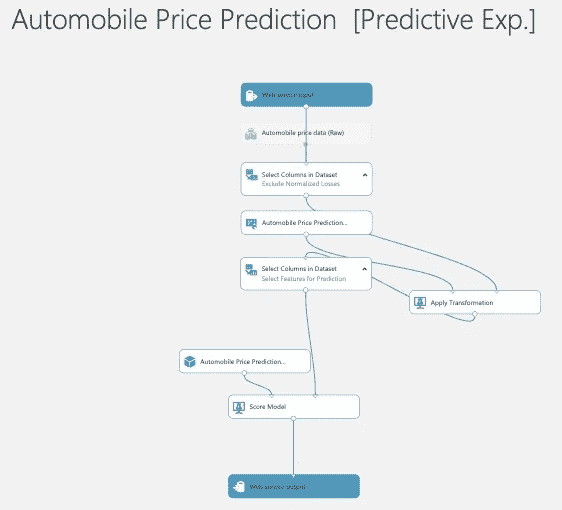 Automobile Price Prediction [Predictive Exp.]
Web service input
Automobile price data (Raw)
Select Columns in Dataset
Exclude Normalized Losses
Automobile Price Prediction...
Select Columns in Dataset
Select Features for Prediction
Apply Transformation
Automobile Price Prediction...
Score Model
Web service output